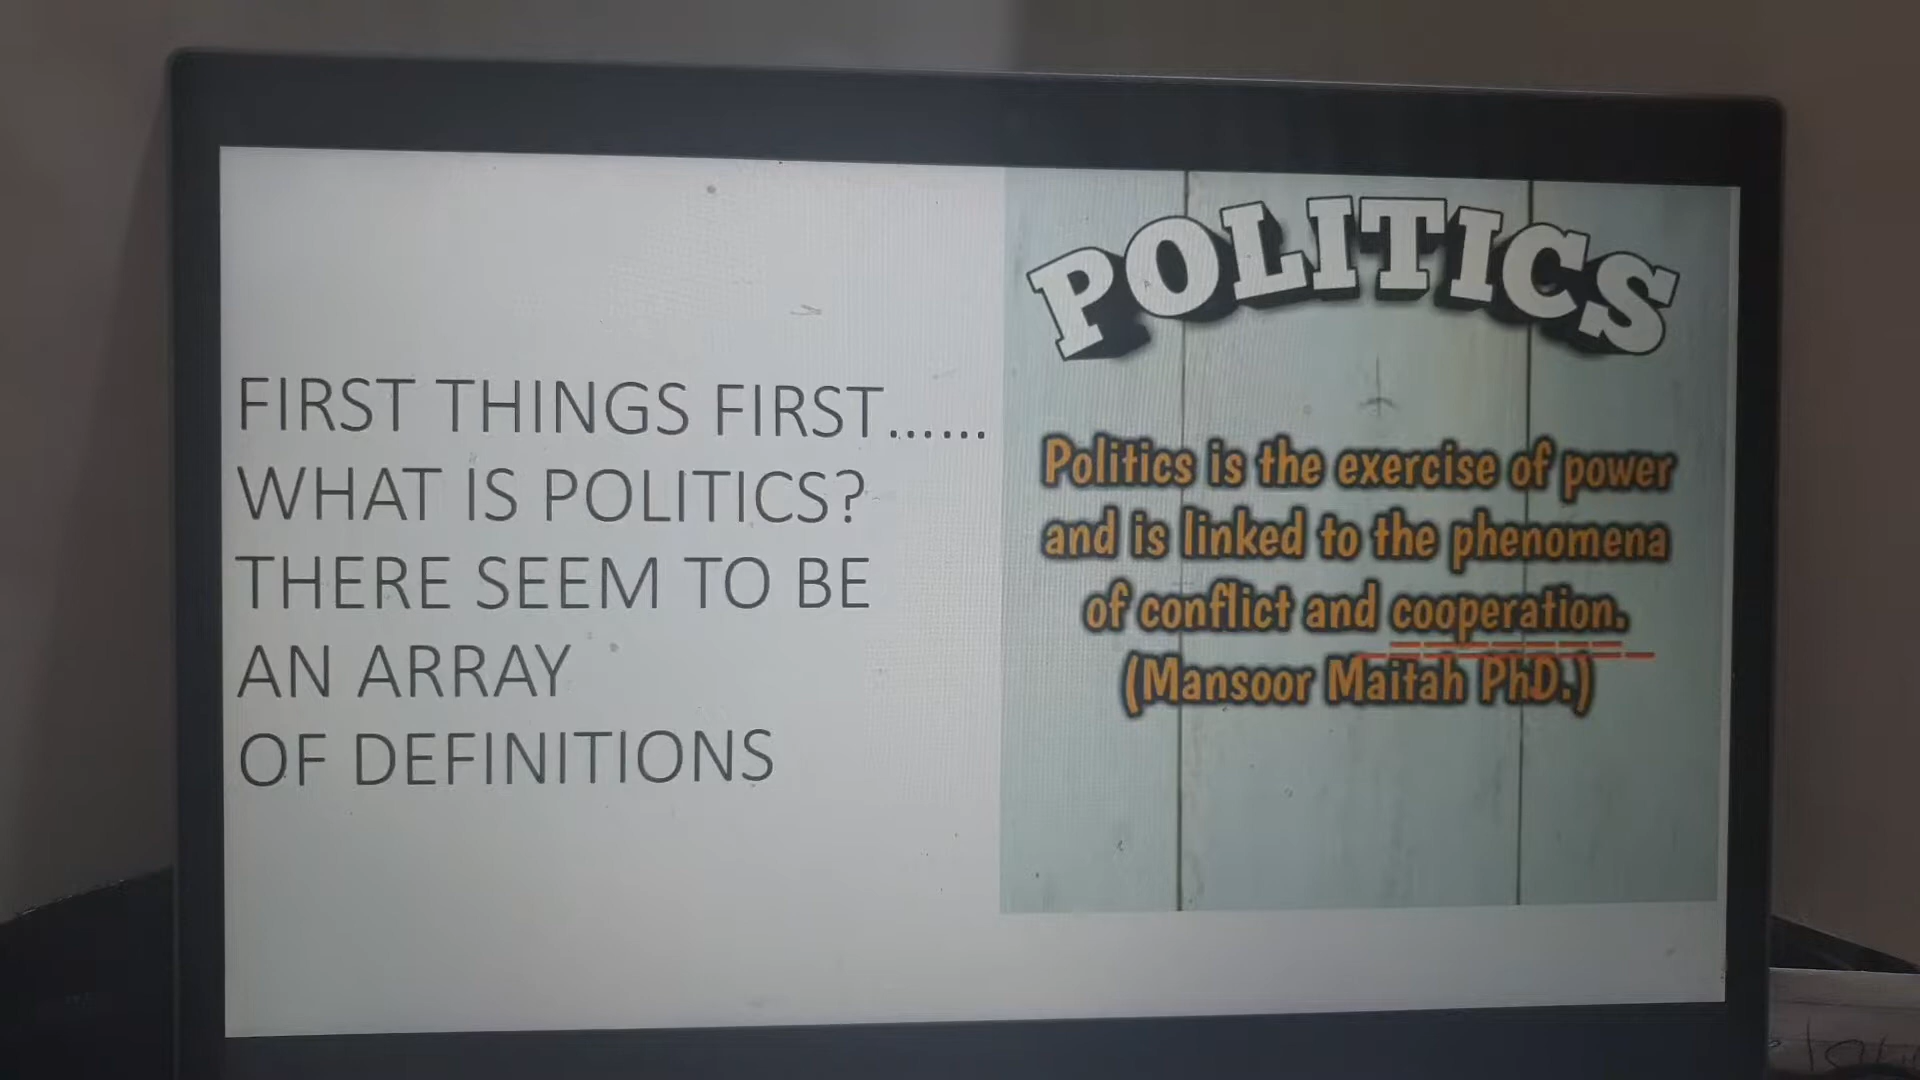 FIRST THINGS FIRST......
WHAT IS POLITICS?
THERE SEEM TO BE
AN ARRAY
OF DEFINITIONS
POLITICS
Politics is the exercise of power
and is linked to the phenomena
of conflict and cooperation.
(Mansoor Maitah PhD.)